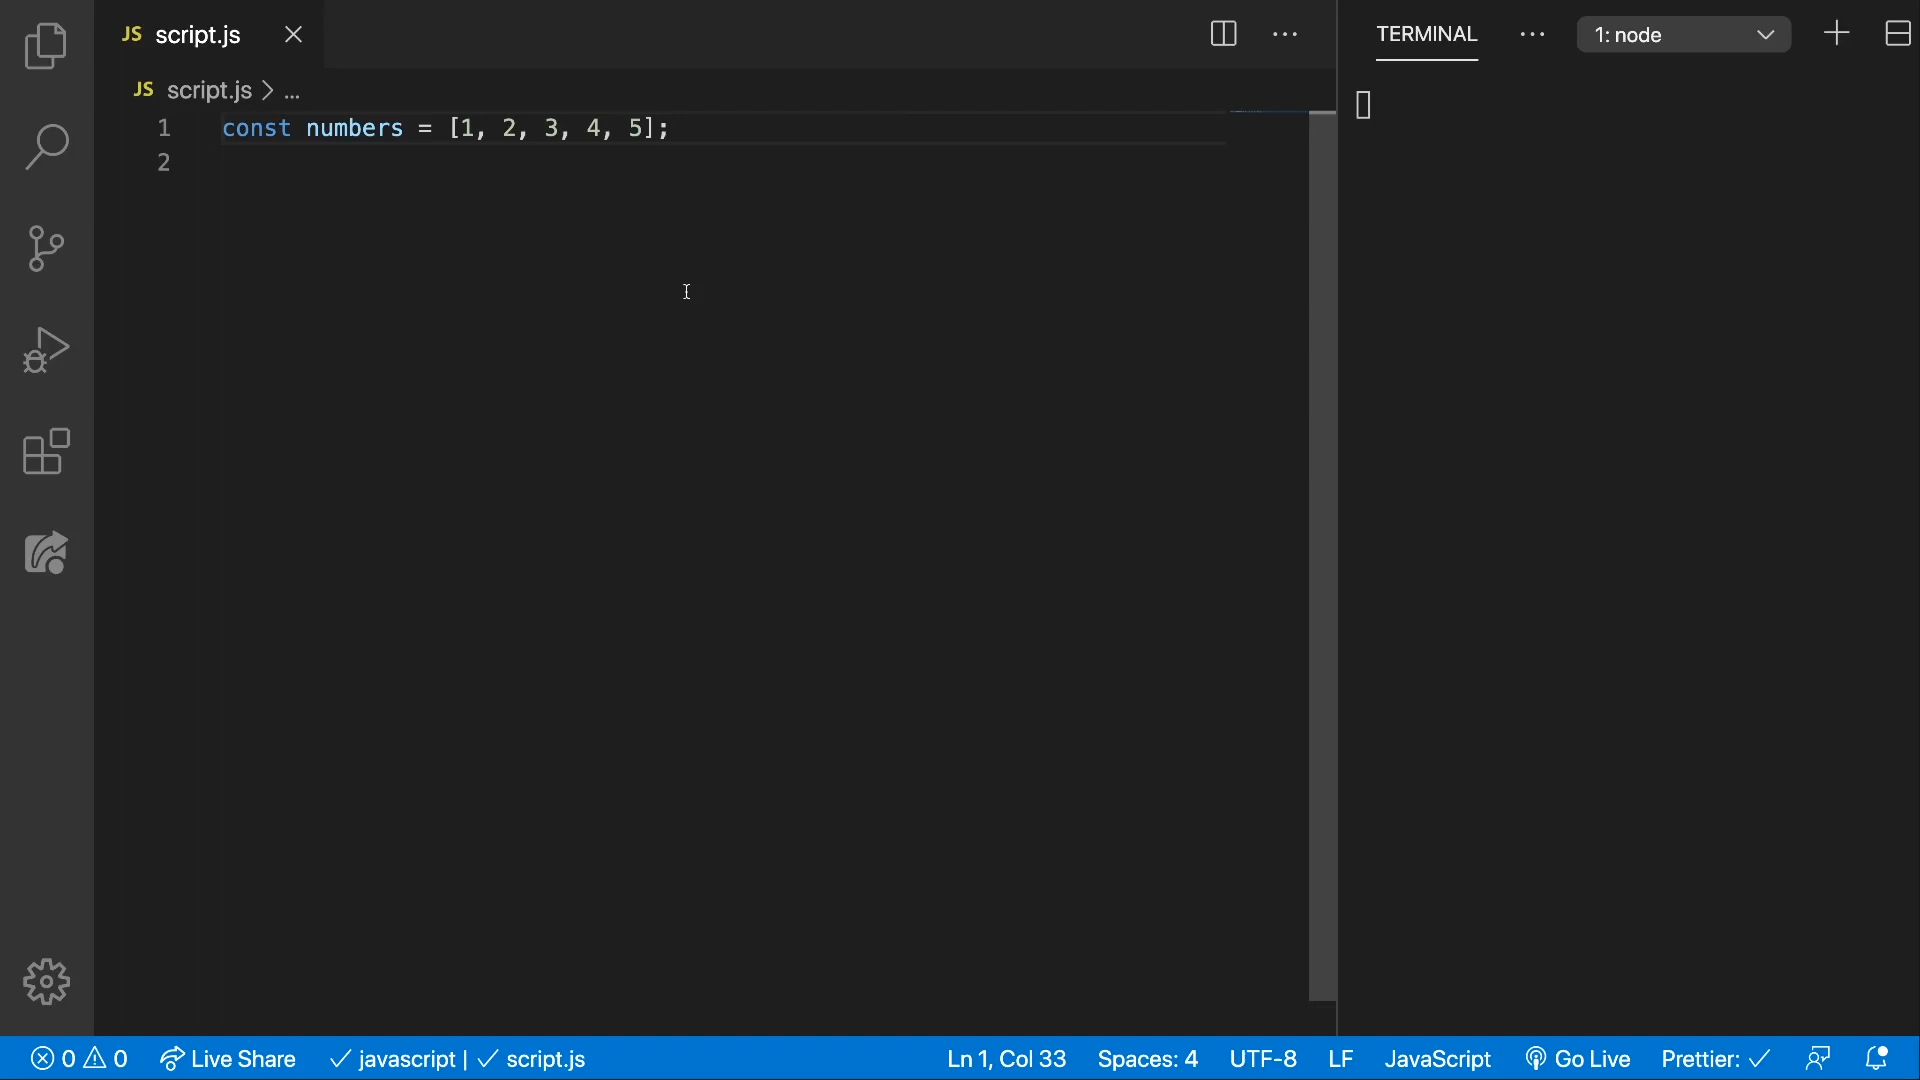 JS script.js
TERMINAL
1: node
JS script.js > ...
1 const numbers = [1, 2, 3, 4, 5];
2
0 0 Live Share javascript | script.js Ln 1, Col 33 Spaces: 4 UTF-8 LF JavaScript Go Live Prettier: